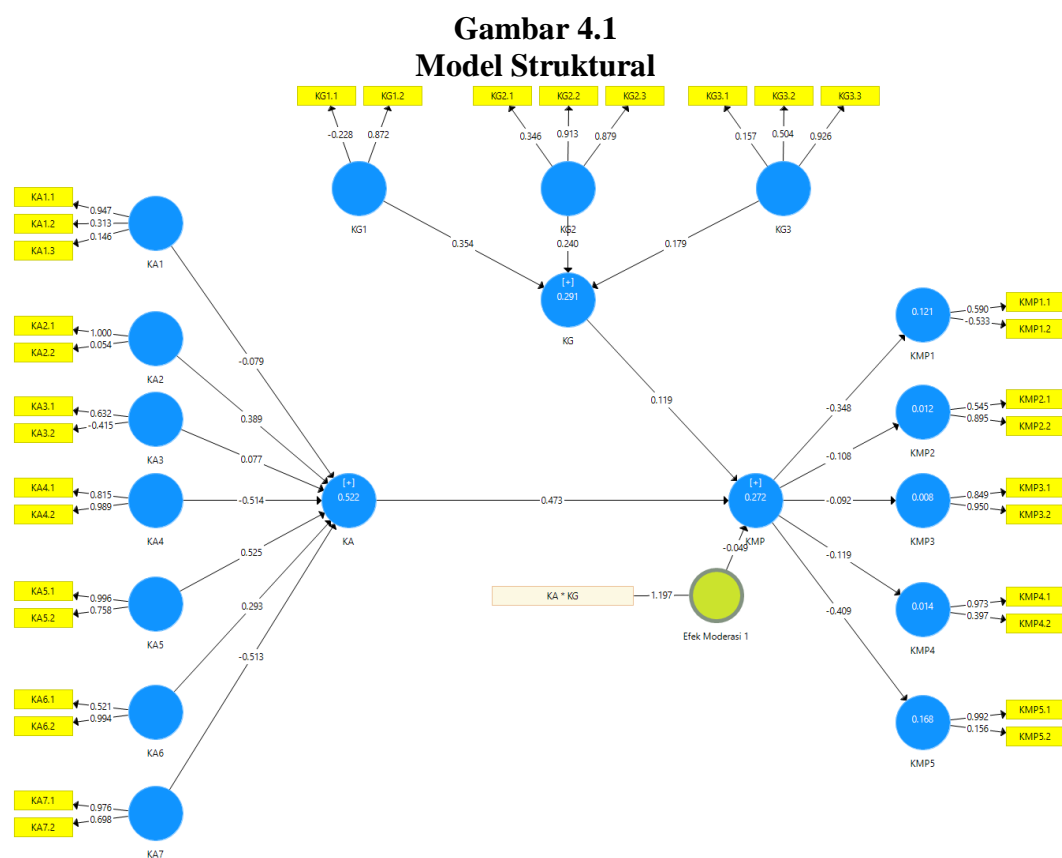 Gambar 4.1
Model Struktural
KG1.1 KG1.2 KG2.1 KG2.2 KG2.3 KG3.1 KG3.2 KG3.3
-0.228 0.872 0.346 0.913 0.879 0.157 0.504 0.926
KG1 KG2 KG3
0.354 0.240 0.179
[+]
0.291
KG
0.119
KA1.1 0.947
KA1.2 0.313
KA1.3 0.146
KA1
-0.079
KA2.1 1.000
KA2.2 0.054
KA2
0.389
KA3.1 0.632
KA3.2 -0.415
KA3
0.077
KA4.1 0.815
KA4.2 0.989
KA4
-0.514
KA5.1 0.996
KA5.2 0.758
KA5
0.525
KA6.1 0.521
KA6.2 0.994
KA6
0.293
KA7.1 0.976
KA7.2 0.698
KA7
-0.513
[+]
0.522
KA
0.473
[+]
0.272
KMP
-0.049
KA * KG 1.197
Efek Moderasi 1
-0.348
0.121
KMP1
0.590 KMP1.1
-0.533 KMP1.2
-0.108
0.012
KMP2
0.545 KMP2.1
0.895 KMP2.2
-0.092
0.008
KMP3
0.849 KMP3.1
0.950 KMP3.2
-0.119
0.014
KMP4
0.973 KMP4.1
0.397 KMP4.2
-0.409
0.168
KMP5
0.992 KMP5.1
0.156 KMP5.2